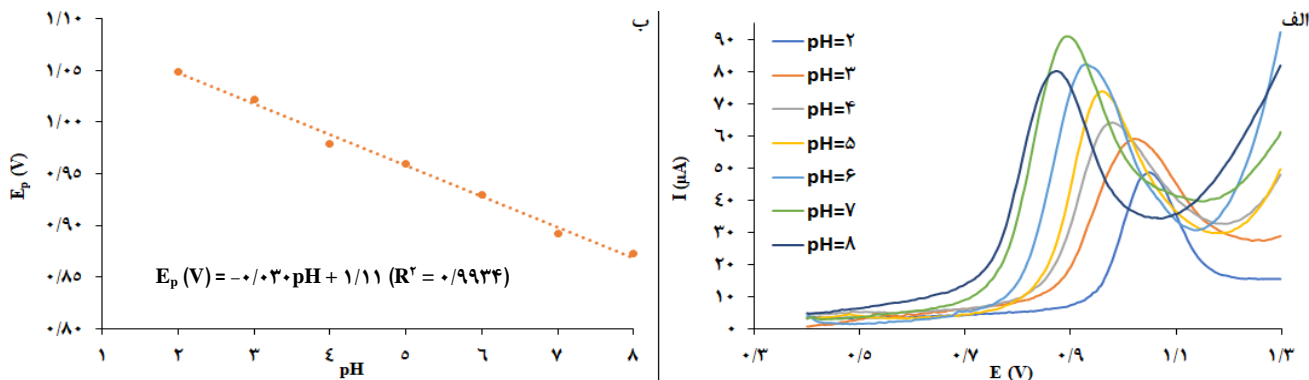 الف
۹۰
۸۰
۷۰
۶۰
۵۰
۴۰
۳۰
۲۰
۱۰
۰
I (µA)
pH=۲
pH=۳
pH=۴
pH=۵
pH=۶
pH=۷
pH=۸
۰/۳ ۰/۵ ۰/۷ ۰/۹ ۱/۱ ۱/۳
E (V)
ب
۱/۱۰
۱/۰۵
۱/۰۰
۰/۹۵
۰/۹۰
۰/۸۵
۰/۸۰
Eₚ (V)
Eₚ (V) = –۰/۰۳۰pH + ۱/۱۱ (R² = ۰/۹۹۳۴)
۱ ۲ ۳ ٤ ۵ ۶ ۷ ۸
pH